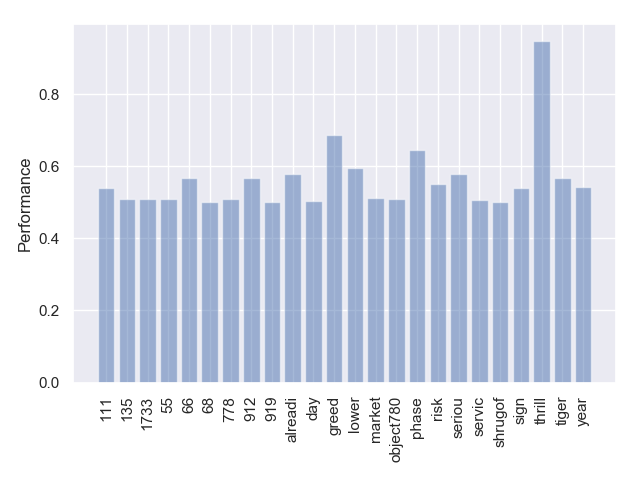 Performance
0.8
0.6
0.4
0.2
0.0
111
135
1733
55
66
68
778
912
919
alreadi
day
greed
lower
market
object780
phase
risk
seriou
servic
shrugof
sign
thrill
tiger
year